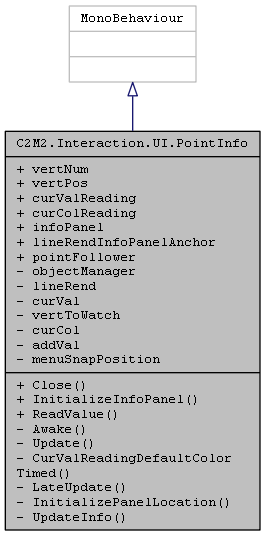 MonoBehaviour
C2M2.Interaction.UI.PointInfo
+ vertNum
+ vertPos
+ curValReading
+ curColReading
+ infoPanel
+ lineRendInfoPanelAnchor
+ pointFollower
- objectManager
- lineRend
- curVal
- vertToWatch
- curCol
- addVal
- menuSnapPosition
+ Close()
+ InitializeInfoPanel()
+ ReadValue()
- Awake()
- Update()
- CurValReadingDefaultColor
Timed()
- LateUpdate()
- InitializePanelLocation()
- UpdateInfo()